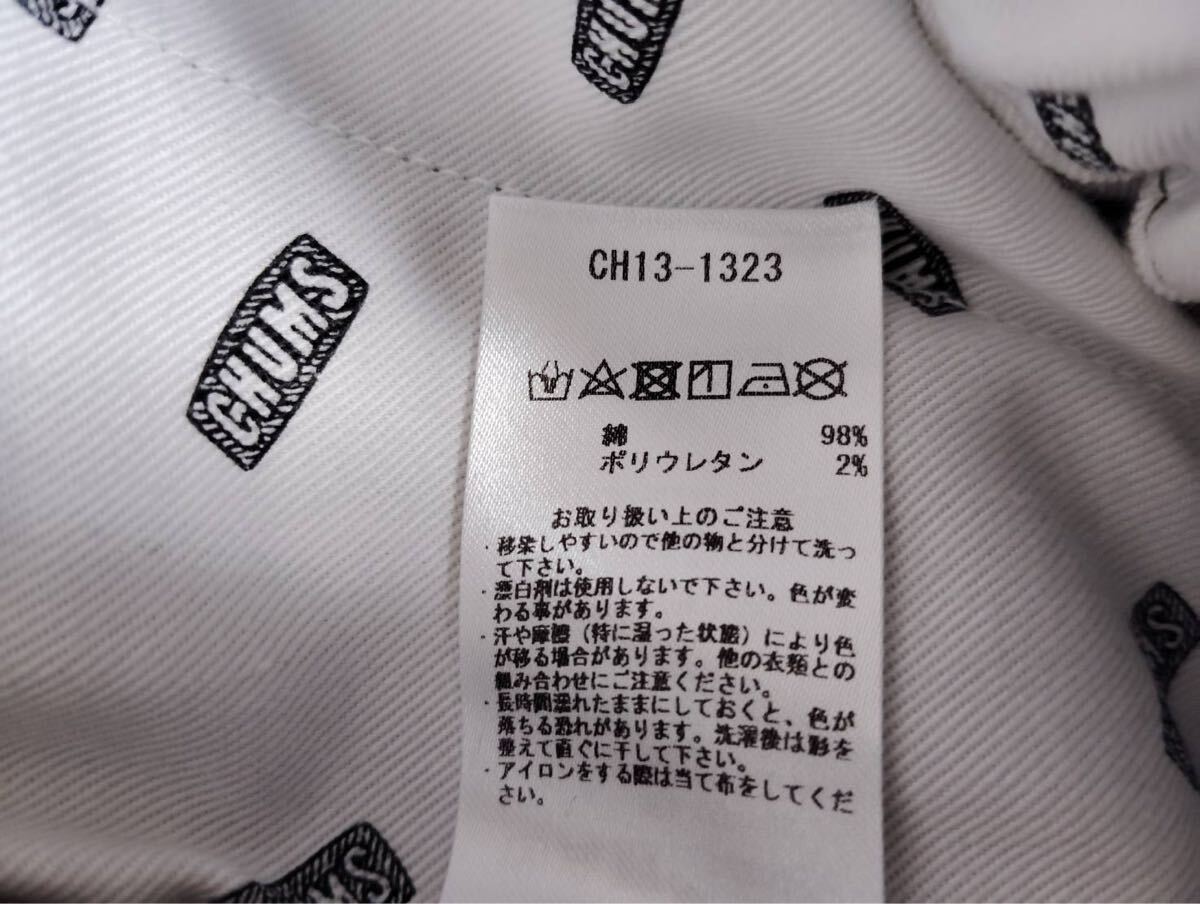 CHUMS
CHUMS
CHUMS
CH13-1323
綿 98%
ポリウレタン 2%
お取り扱い上のご注意
・移染しやすいので他の物と分けて洗っ
て下さい。
・漂白剤は使用しないで下さい。色が変
わる事があります。
・汗や摩擦（特に湿った状態）により色
が移る場合があります。他の衣類との
組み合わせにご注意ください。
・長時間濡れたままにしておくと、色が
落ちる恐れがあります。洗濯後は形を
整えて直ぐに干して下さい。
・アイロンをする際は当て布をしてくだ
さい。
S
MS